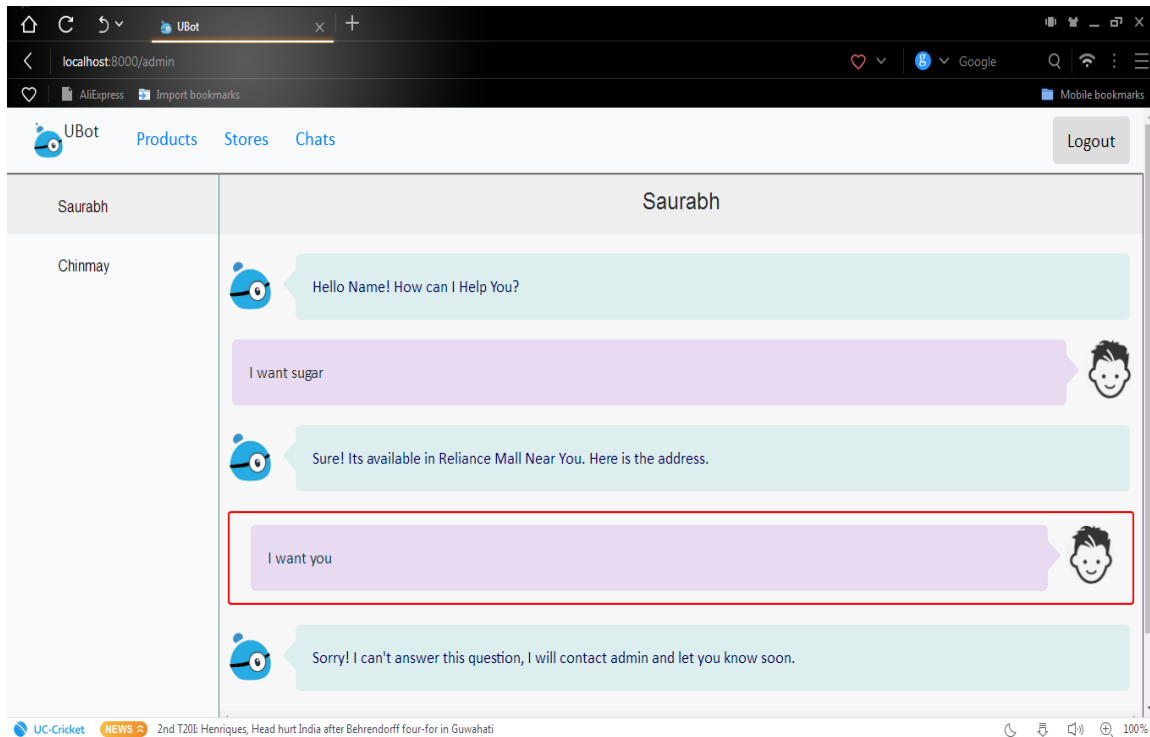 UBot
localhost:8000/admin
Google
AliExpress Import bookmarks Mobile bookmarks
UBot Products Stores Chats Logout
Saurabh
Chinmay
Saurabh
Hello Name! How can I Help You?
I want sugar
Sure! Its available in Reliance Mall Near You. Here is the address.
I want you
Sorry! I can't answer this question, I will contact admin and let you know soon.
UC-Cricket NEWS 2nd T20I: Henriques, Head hurt India after Behrendorff four-for in Guwahati 100%